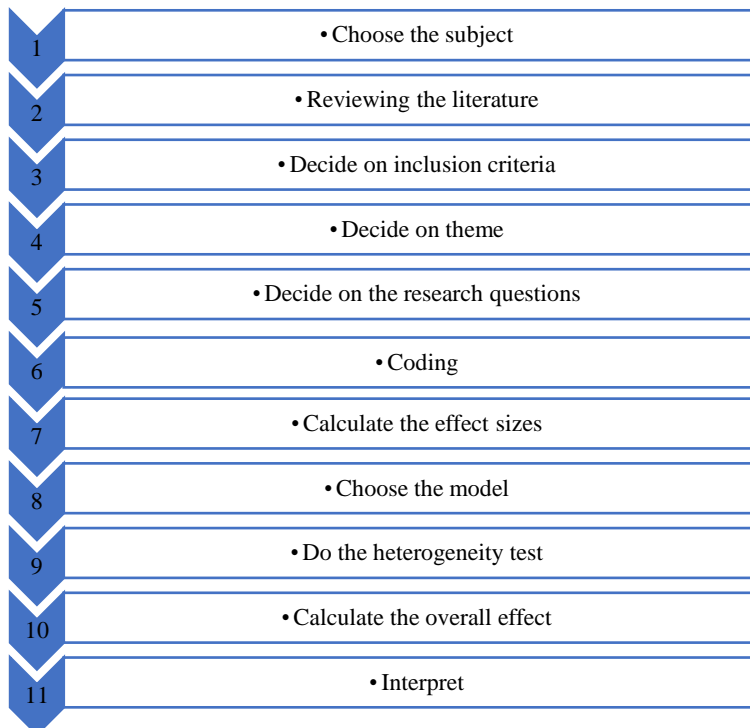 1
• Choose the subject
2
• Reviewing the literature
3
• Decide on inclusion criteria
4
• Decide on theme
5
• Decide on the research questions
6
• Coding
7
• Calculate the effect sizes
8
• Choose the model
9
• Do the heterogeneity test
10
• Calculate the overall effect
11
• Interpret